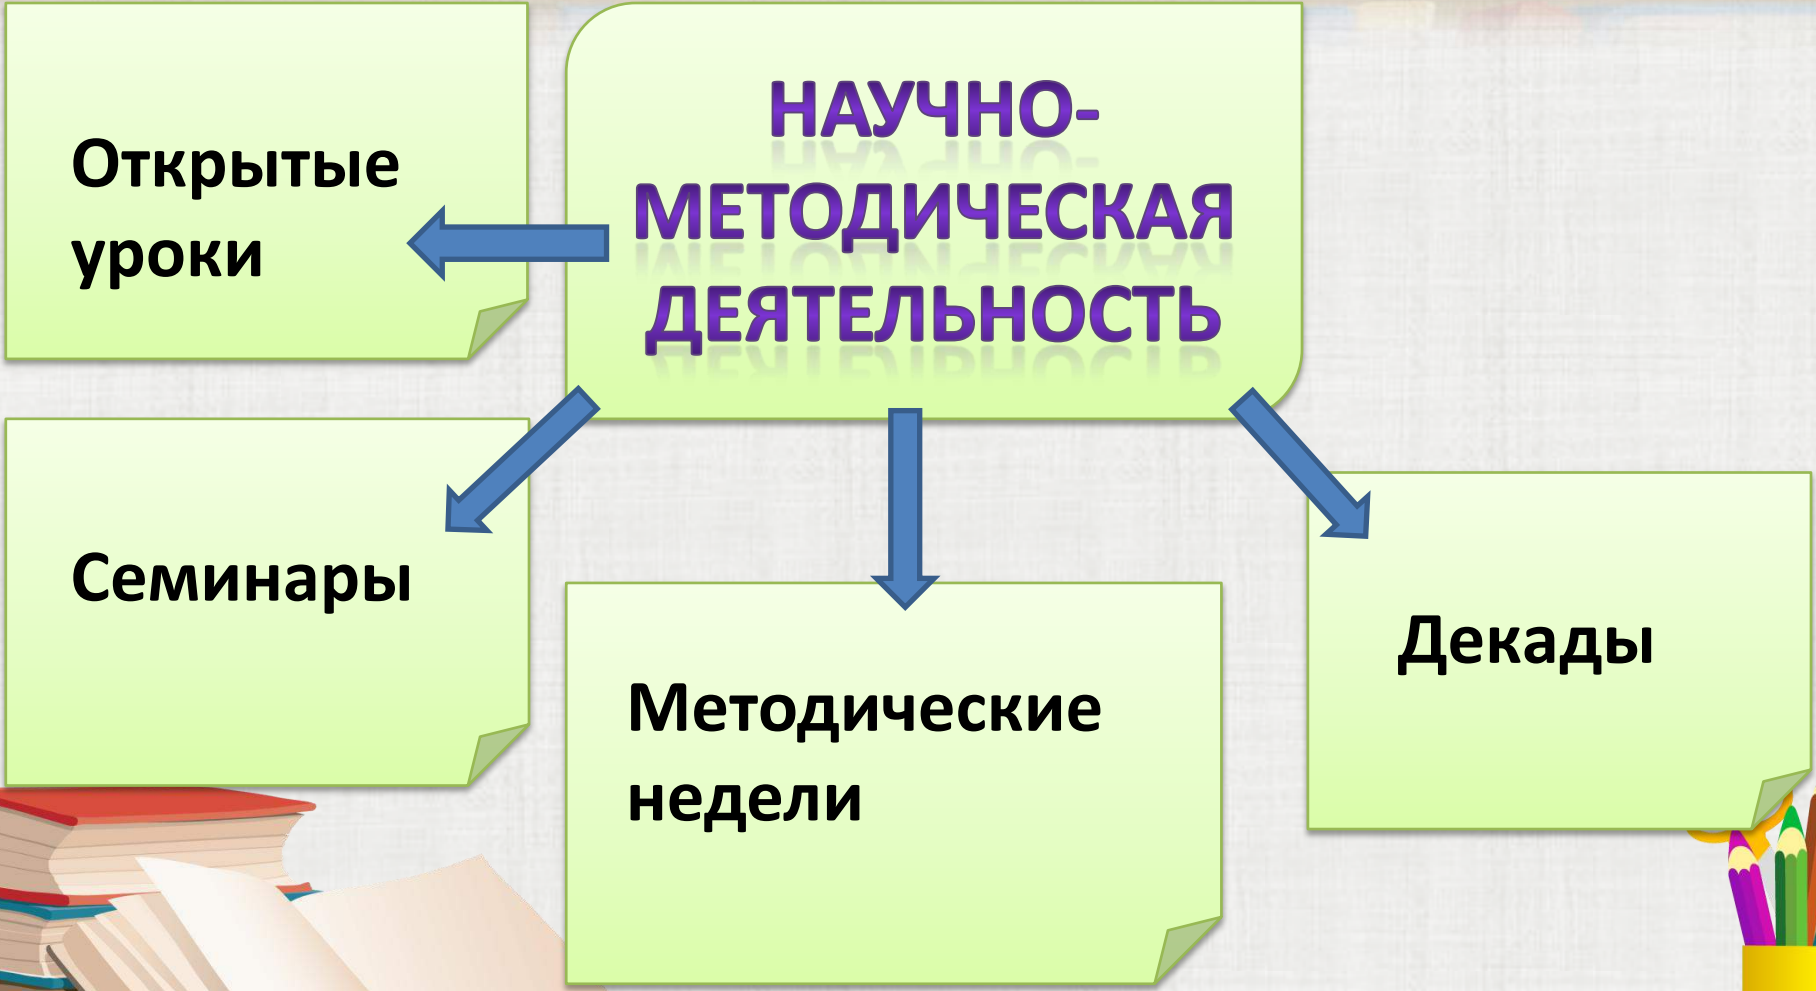 НАУЧНО-
МЕТОДИЧЕСКАЯ
ДЕЯТЕЛЬНОСТЬ
Открытые
уроки
Семинары
Методические
недели
Декады